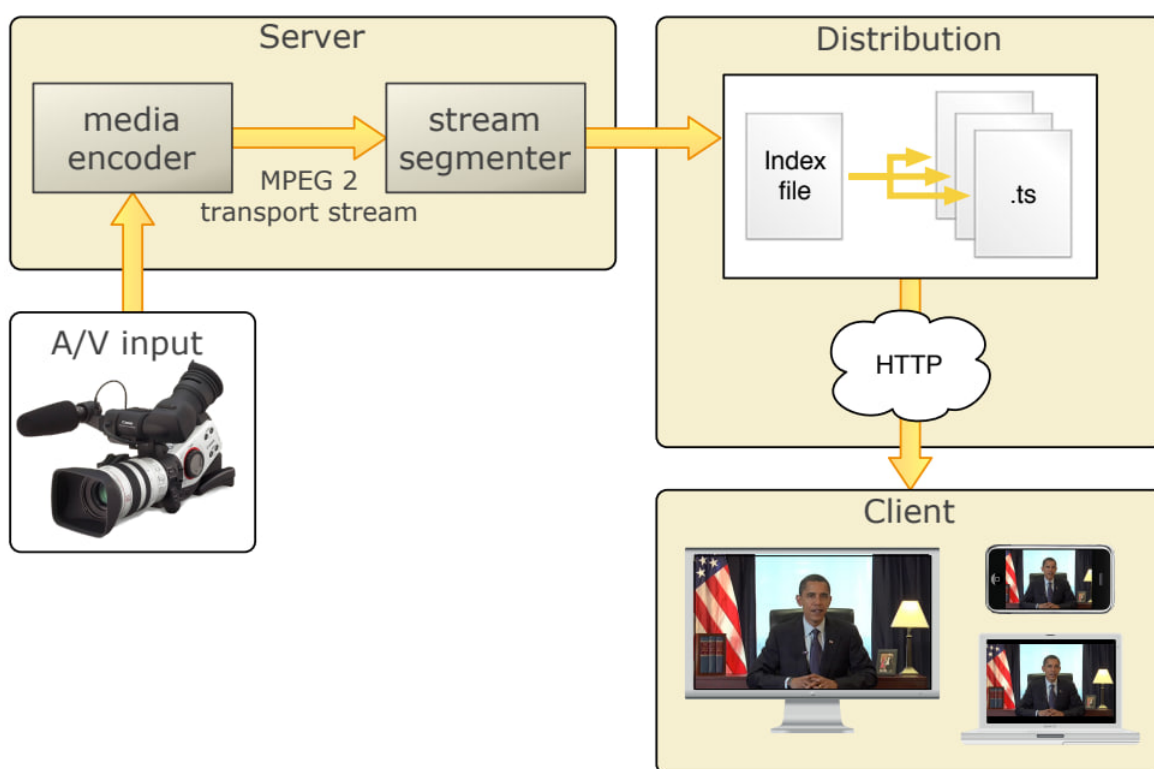 Server
media
encoder
stream
segmenter
MPEG 2
transport stream
A/V input
Distribution
Index
file
.ts
HTTP
Client